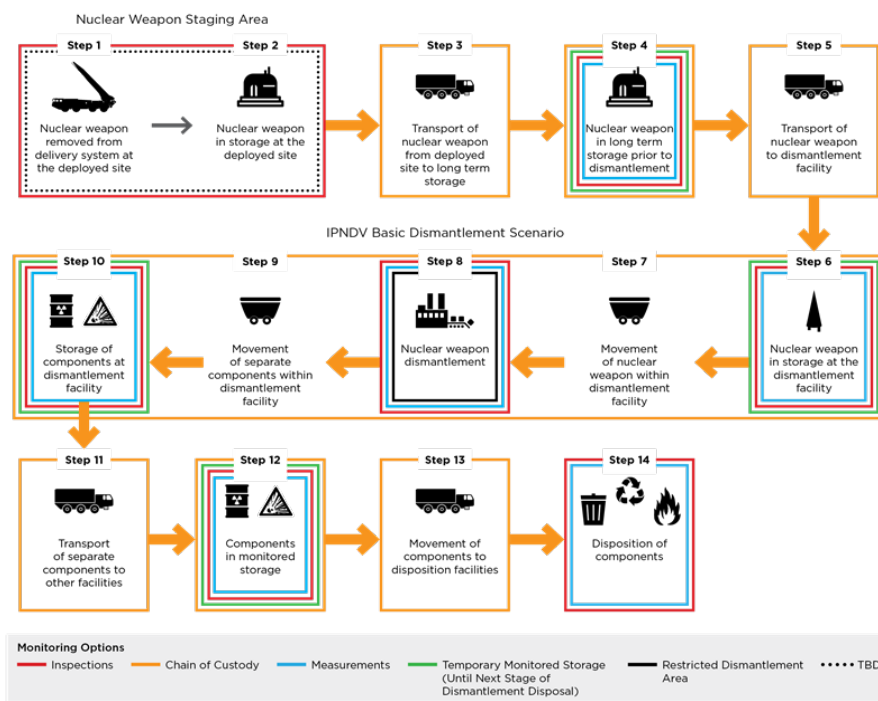 Nuclear Weapon Staging Area
Step 1
Nuclear weapon
removed from
delivery system at
the deployed site
Step 2
Nuclear weapon
in storage at the
deployed site
Step 3
Transport of
nuclear weapon
from deployed
site to long term
storage
Step 4
Nuclear weapon
in long term
storage prior to
dismantlement
Step 5
Transport of
nuclear weapon
to dismantlement
facility
IPNDV Basic Dismantlement Scenario
Step 10
Storage of
components at
dismantlement
facility
Step 9
Movement
of separate
components within
dismantlement
facility
Step 8
Nuclear weapon
dismantlement
Step 7
Movement
of nuclear
weapon within
dismantlement
facility
Step 6
Nuclear weapon
in storage at the
dismantlement
facility
Step 11
Transport
of separate
components to
other facilities
Step 12
Components
in monitored
storage
Step 13
Movement of
components to
disposition facilities
Step 14
Disposition of
components
Monitoring Options
Inspections
Chain of Custody
Measurements
Temporary Monitored Storage
(Until Next Stage of
Dismantlement Disposal)
Restricted Dismantlement
Area
TBD